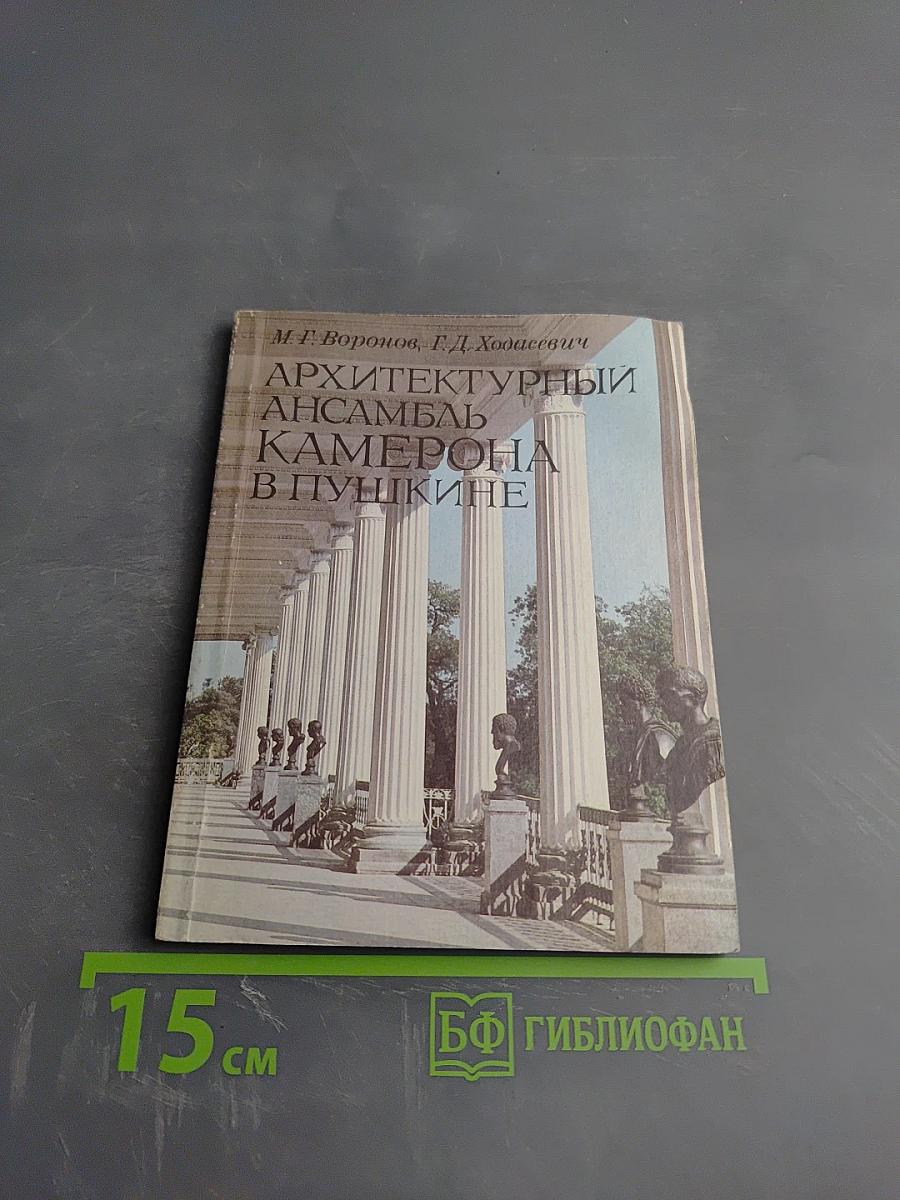 М. Г. Воронов, Г. Д. Ходасевич
АРХИТЕКТУРНЫЙ
АНСАМБЛЬ
КАМЕРОНА
В ПУШКИНЕ
15 см
БФ ГИБЛИОФАН